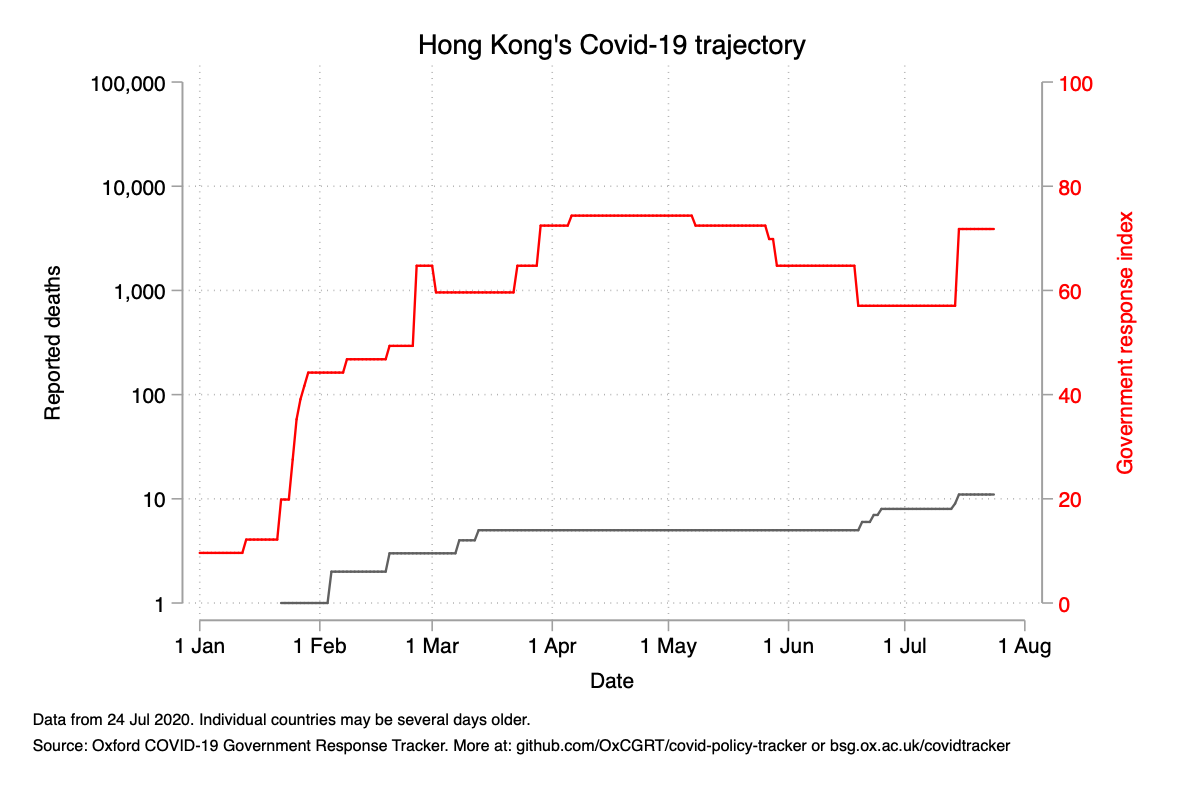 Hong Kong's Covid-19 trajectory
100,000
10,000
1,000
100
10
1
Reported deaths
100
80
60
40
20
0
Government response index
1 Jan 1 Feb 1 Mar 1 Apr 1 May 1 Jun 1 Jul 1 Aug
Date
Data from 24 Jul 2020. Individual countries may be several days older.
Source: Oxford COVID-19 Government Response Tracker. More at: github.com/OxCGRT/covid-policy-tracker or bsg.ox.ac.uk/covidtracker